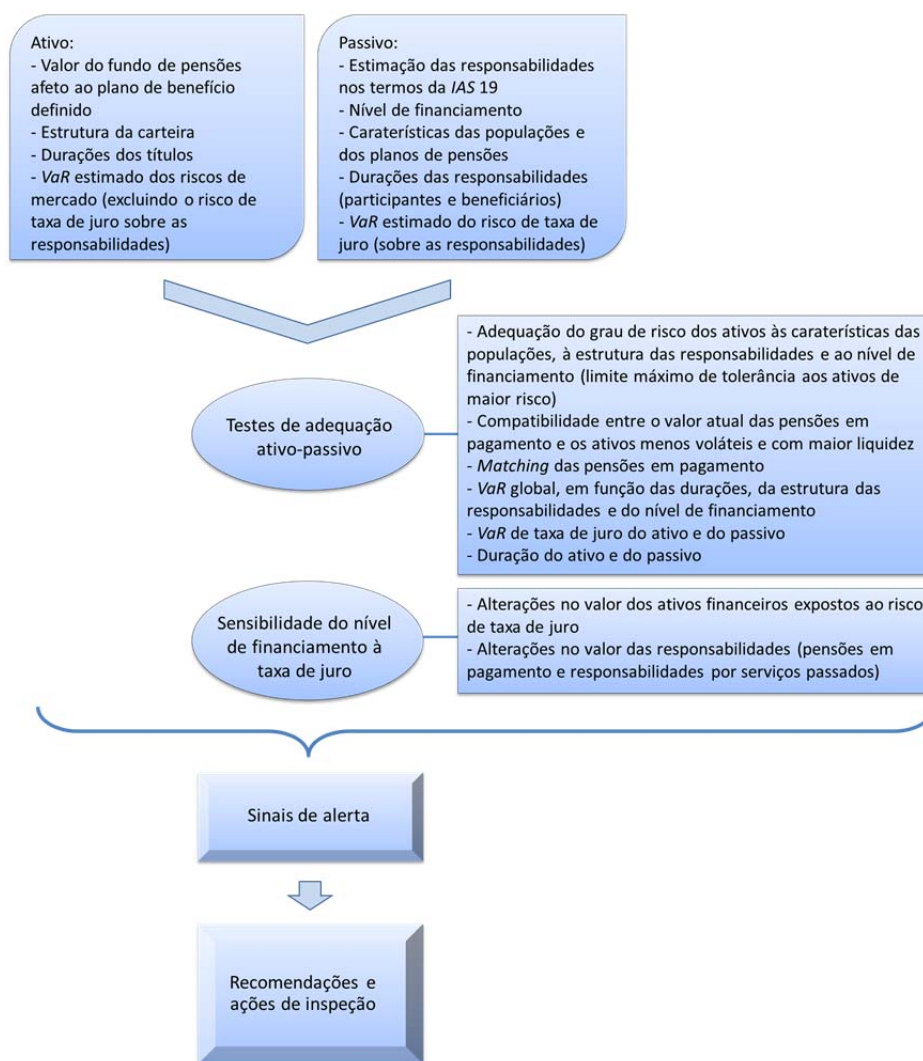 Ativo:
- Valor do fundo de pensões
afeto ao plano de benefício
definido
- Estrutura da carteira
- Durações dos títulos
- VaR estimado dos riscos de
mercado (excluindo o risco de
taxa de juro sobre as
responsabilidades)
Passivo:
- Estimação das responsabilidades
nos termos da IAS 19
- Nível de financiamento
- Caraterísticas das populações e
dos planos de pensões
- Durações das responsabilidades
(participantes e beneficiários)
- VaR estimado do risco de taxa de
juro (sobre as responsabilidades)
Testes de adequação
ativo-passivo
- Adequação do grau de risco dos ativos às caraterísticas das
populações, à estrutura das responsabilidades e ao nível de
financiamento (limite máximo de tolerância aos ativos de
maior risco)
- Compatibilidade entre o valor atual das pensões em
pagamento e os ativos menos voláteis e com maior liquidez
- Matching das pensões em pagamento
- VaR global, em função das durações, da estrutura das
responsabilidades e do nível de financiamento
- VaR de taxa de juro do ativo e do passivo
- Duração do ativo e do passivo
Sensibilidade do nível
de financiamento à
taxa de juro
- Alterações no valor dos ativos financeiros expostos ao risco
de taxa de juro
- Alterações no valor das responsabilidades (pensões em
pagamento e responsabilidades por serviços passados)
Sinais de alerta
Recomendações e
ações de inspeção